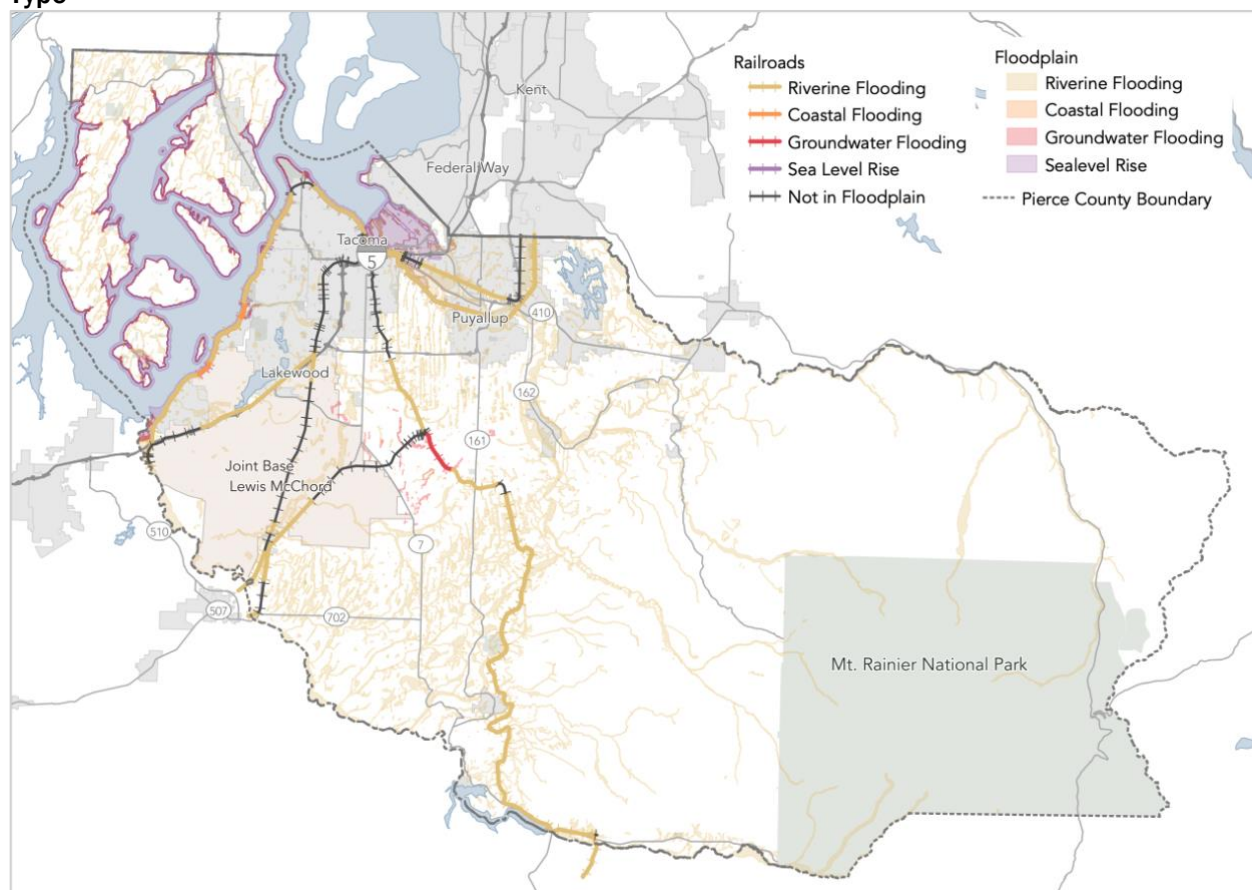 Type
Railroads
Riverine Flooding
Coastal Flooding
Groundwater Flooding
Sea Level Rise
Not in Floodplain
Floodplain
Riverine Flooding
Coastal Flooding
Groundwater Flooding
Sealevel Rise
Pierce County Boundary
Kent
Federal Way
Tacoma
5
Puyallup
410
Lakewood
162
161
Joint Base
Lewis McChord
510
7
507
702
Mt. Rainier National Park